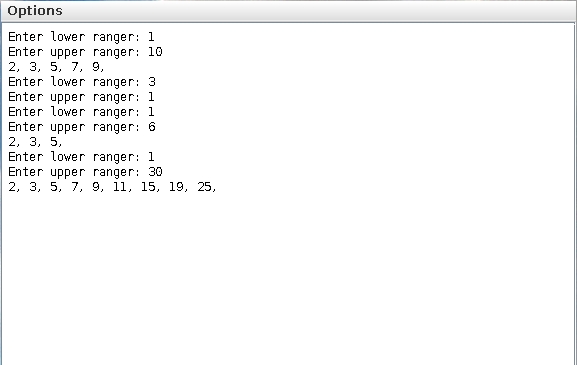 Options
Enter lower ranger: 1
Enter upper ranger: 10
2, 3, 5, 7, 9,
Enter lower ranger: 3
Enter upper ranger: 1
Enter lower ranger: 1
Enter upper ranger: 6
2, 3, 5,
Enter lower ranger: 1
Enter upper ranger: 30
2, 3, 5, 7, 9, 11, 15, 19, 25,